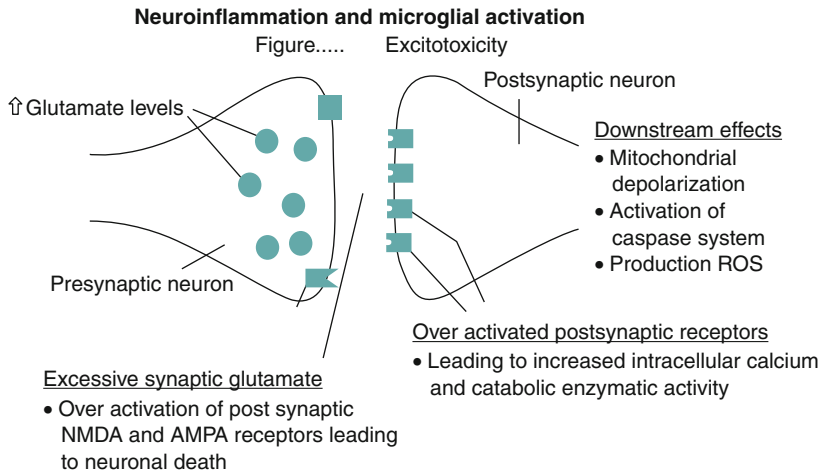 Neuroinflammation and microglial activation
Figure.....
Excitotoxicity
⇧Glutamate levels
Postsynaptic neuron
Downstream effects
• Mitochondrial
depolarization
• Activation of
caspase system
• Production ROS
Presynaptic neuron
Over activated postsynaptic receptors
• Leading to increased intracellular calcium
and catabolic enzymatic activity
Excessive synaptic glutamate
• Over activation of post synaptic
NMDA and AMPA receptors leading
to neuronal death